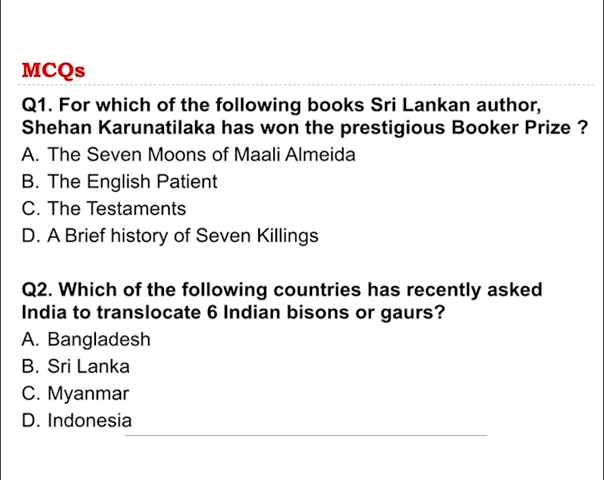 MCQs
Q1. For which of the following books Sri Lankan author,
Shehan Karunatilaka has won the prestigious Booker Prize ?
A. The Seven Moons of Maali Almeida
B. The English Patient
C. The Testaments
D. A Brief history of Seven Killings
Q2. Which of the following countries has recently asked
India to translocate 6 Indian bisons or gaurs?
A. Bangladesh
B. Sri Lanka
C. Myanmar
D. Indonesia